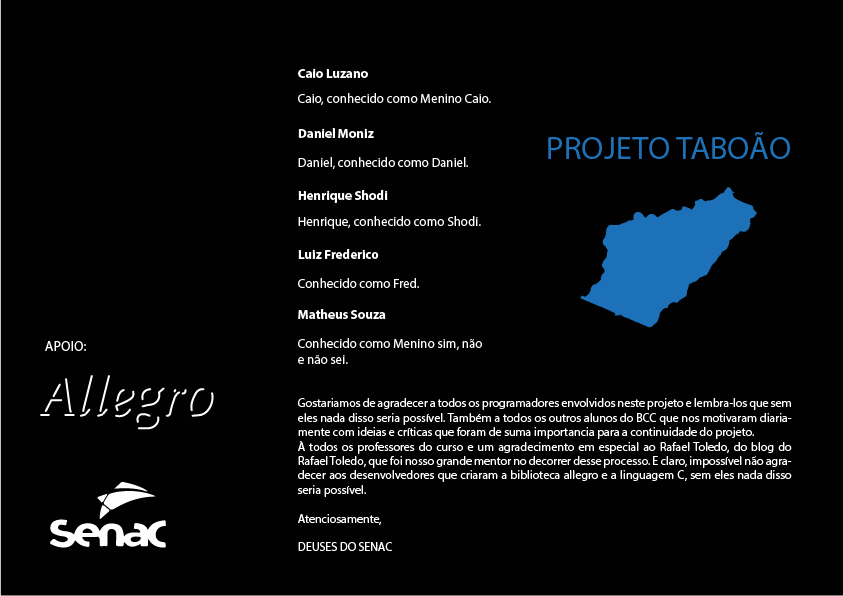 Caio Luzano
Caio, conhecido como Menino Caio.
Daniel Moniz
Daniel, conhecido como Daniel.
Henrique Shodi
Henrique, conhecido como Shodi.
Luiz Frederico
Conhecido como Fred.
Matheus Souza
Conhecido como Menino sim, não
e não sei.
PROJETO TABOÃO
APOIO:
Allegro
senac
Gostariamos de agradecer a todos os programadores envolvidos neste projeto e lembra-los que sem
eles nada disso seria possível. Também a todos os outros alunos do BCC que nos motivaram diaria-
mente com ideias e críticas que foram de suma importancia para a continuidade do projeto.
A todos os professores do curso e um agradecimento em especial ao Rafael Toledo, do blog do
Rafael Toledo, que foi nosso grande mentor no decorrer desse processo. E claro, impossível não agra-
decer aos desenvolvedores que criaram a biblioteca allegro e a linguagem C, sem eles nada disso
seria possível.
Atenciosamente,
DEUSES DO SENAC